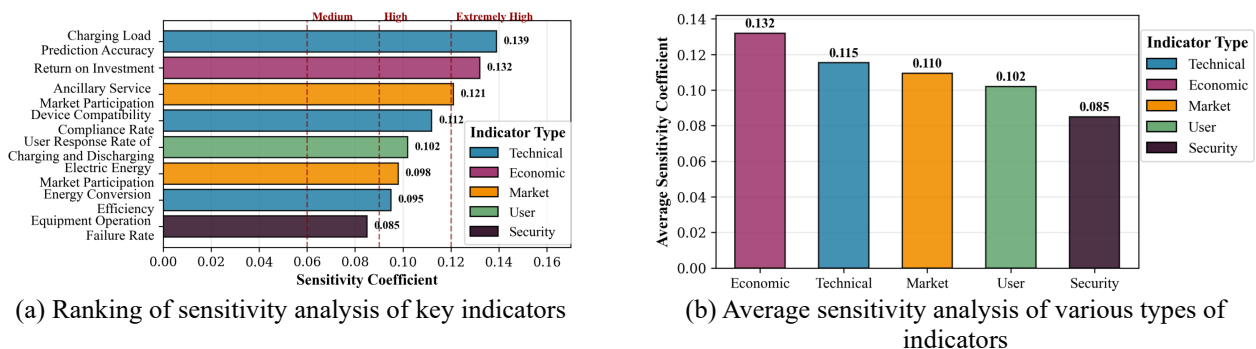 Medium High Extremely High
Charging Load
Prediction Accuracy
0.139
Return on Investment
0.132
Ancillary Service
Market Participation
0.121
Device Compatibility
Compliance Rate
0.112
User Response Rate of
Charging and Discharging
0.102
Electric Energy
Market Participation
0.098
Energy Conversion
Efficiency
0.095
Equipment Operation
Failure Rate
0.085
Indicator Type
Technical
Economic
Market
User
Security
0.00 0.02 0.04 0.06 0.08 0.10 0.12 0.14 0.16
Sensitivity Coefficient
(a) Ranking of sensitivity analysis of key indicators
Average Sensitivity Coefficient
0.14
0.12
0.10
0.08
0.06
0.04
0.02
0.00
0.132
0.115
0.110
0.102
0.085
Economic Technical Market User Security
Indicator Type
Technical
Economic
Market
User
Security
(b) Average sensitivity analysis of various types of
indicators